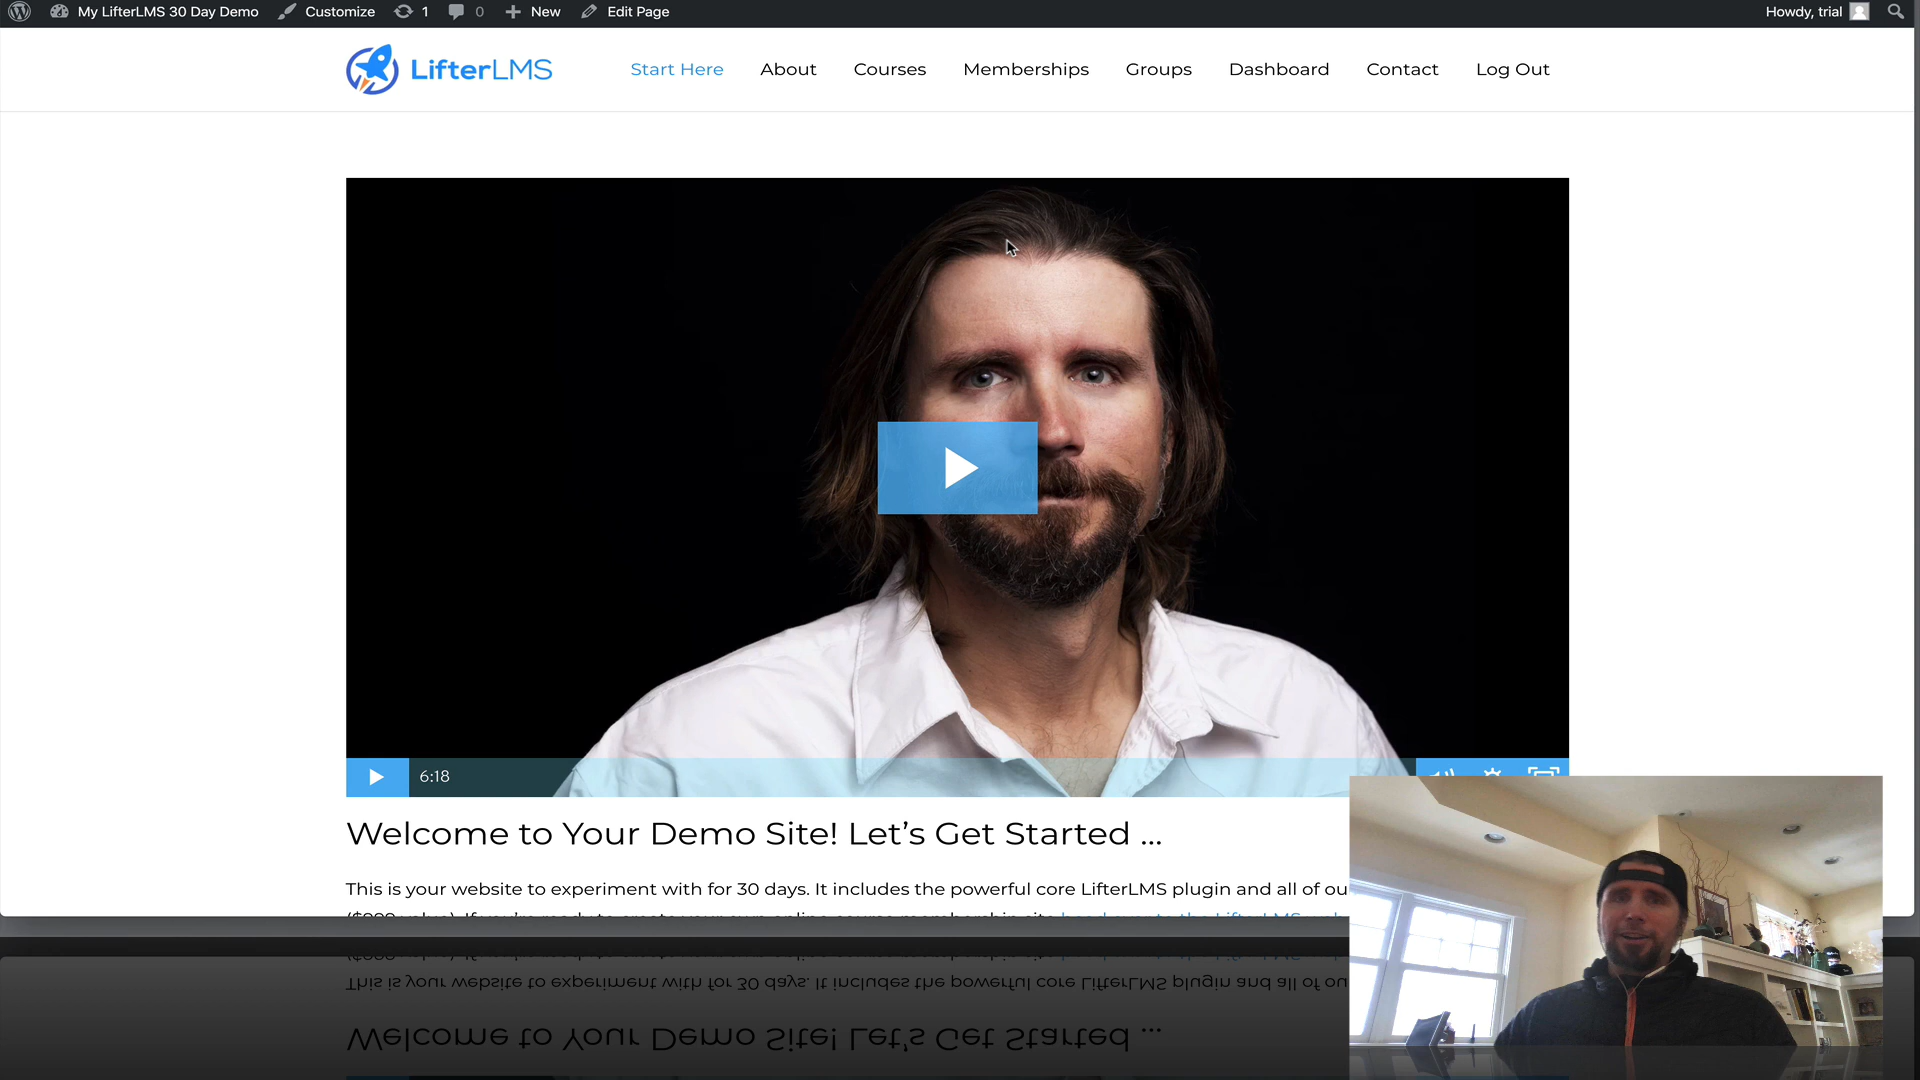 My LifterLMS 30 Day Demo Customize 1 0 New Edit Page Howdy, trial
LifterLMS Start Here About Courses Memberships Groups Dashboard Contact Log Out
6:18
Welcome to Your Demo Site! Let's Get Started ...
This is your website to experiment with for 30 days. It includes the powerful core LifterLMS plugin and all of ou